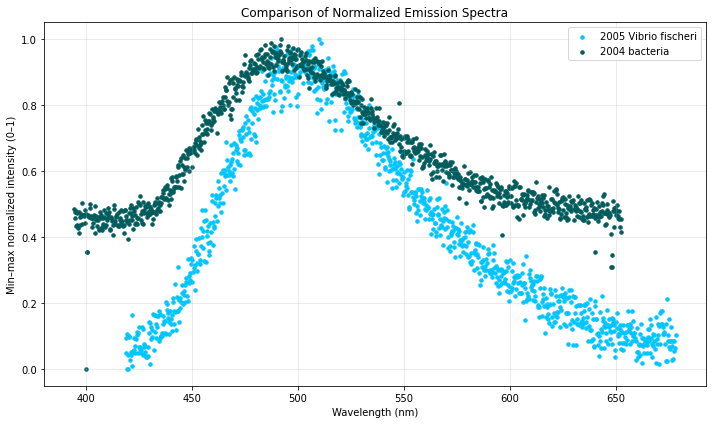 Comparison of Normalized Emission Spectra
2005 Vibrio fischeri
2004 bacteria
Min–max normalized intensity (0–1)
1.0
0.8
0.6
0.4
0.2
0.0
400
450
500
550
600
650
Wavelength (nm)